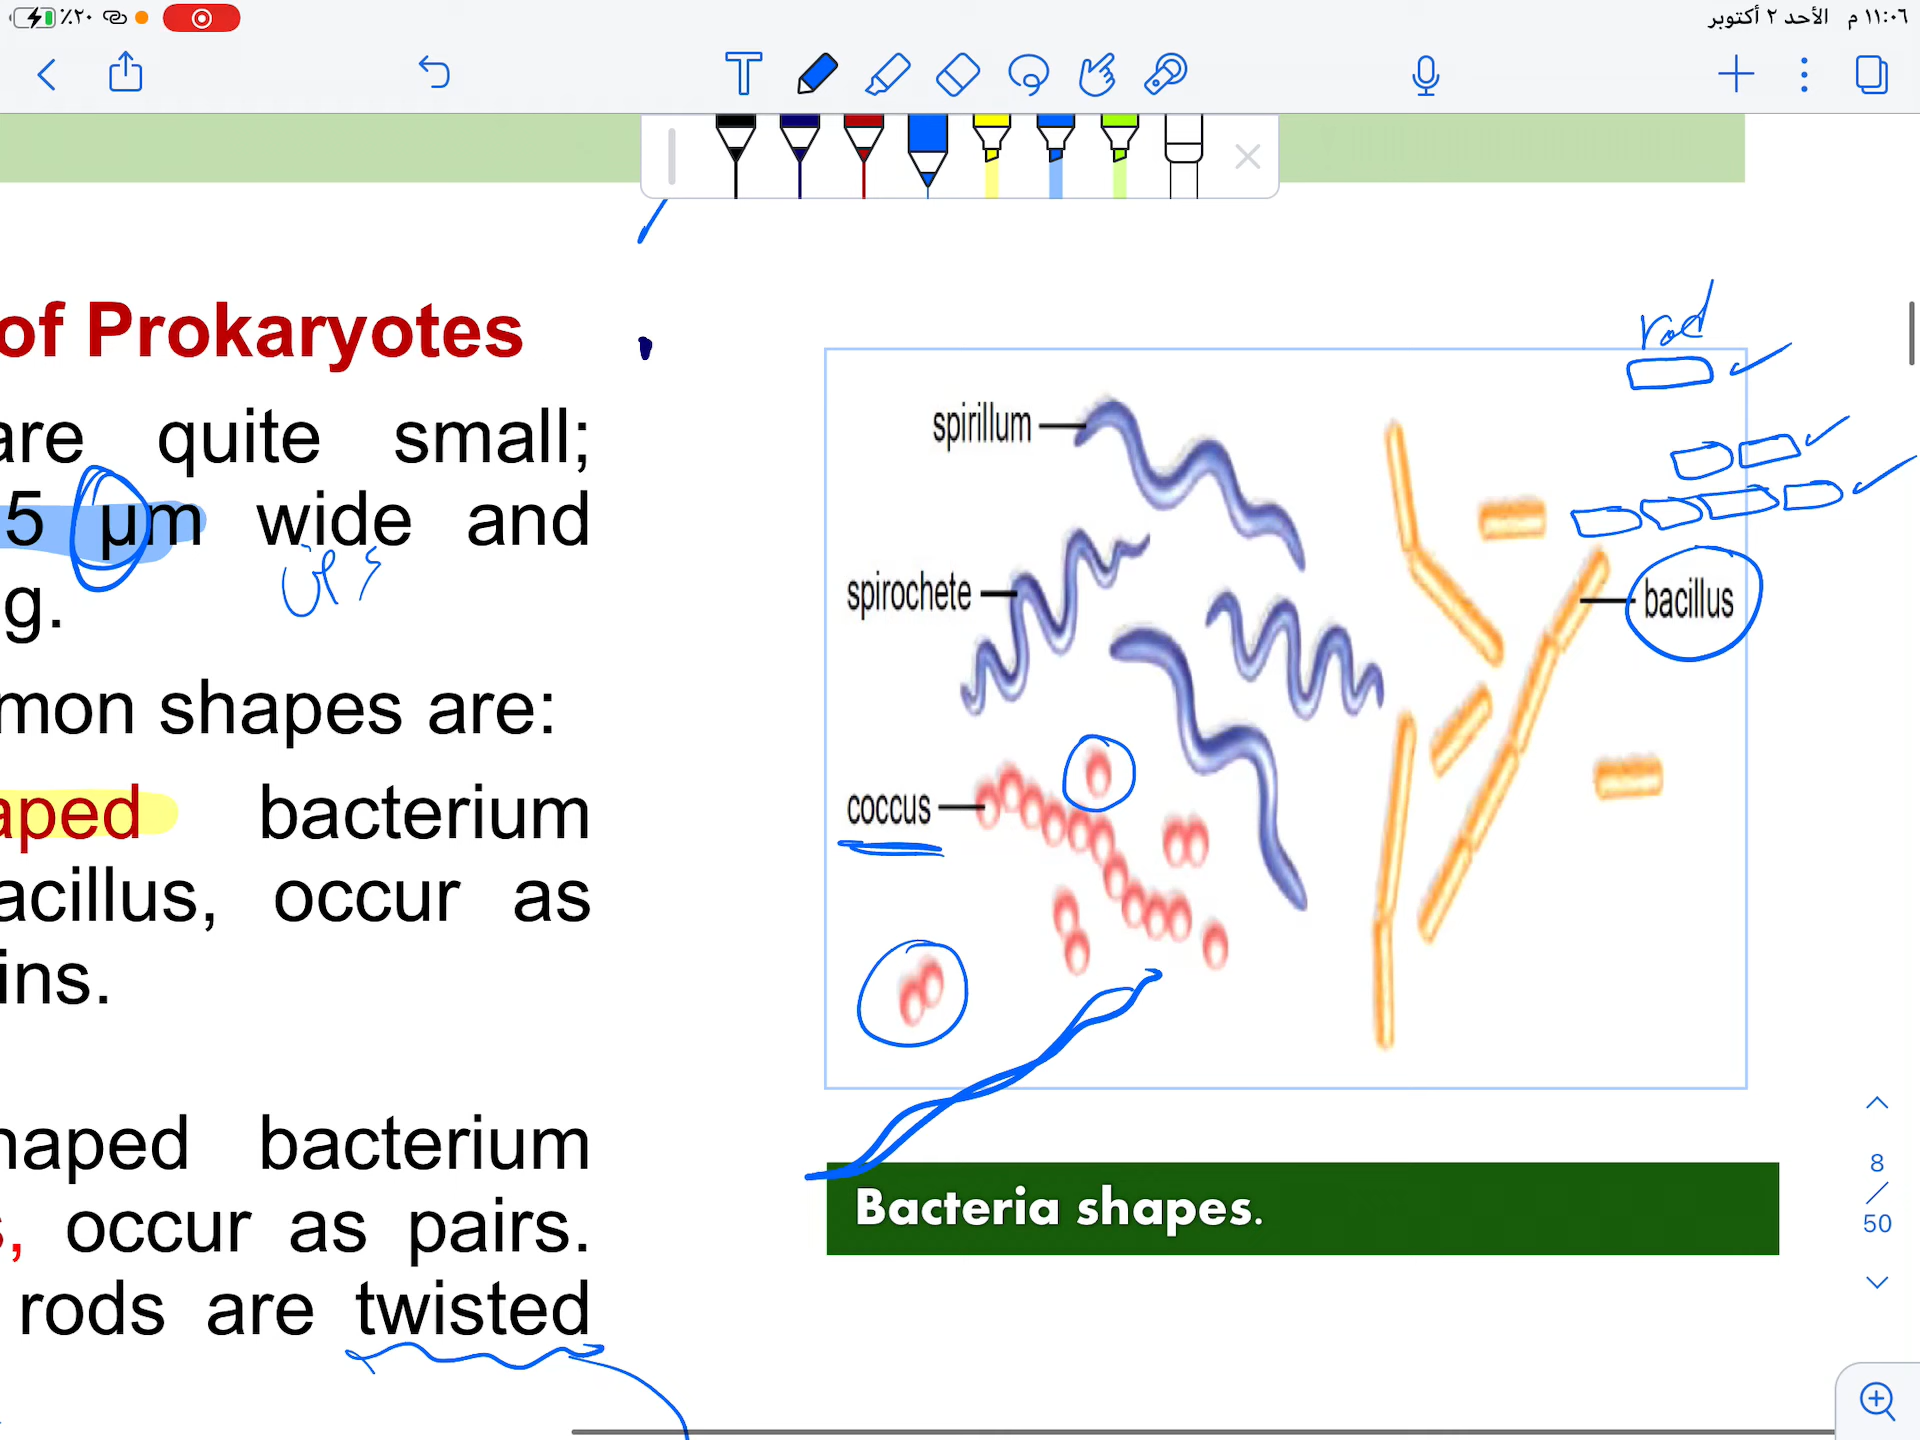 ٪٢٠
١١:٠٦ م الأحد ٢ أكتوبر
of Prokaryotes
are quite small;
5 μm wide and
g.
mon shapes are:
aped bacterium
acillus, occur as
ins.
haped bacterium
s, occur as pairs.
rods are twisted
rod
spirillum
spirochete
bacillus
coccus
Bacteria shapes.
8
/
50